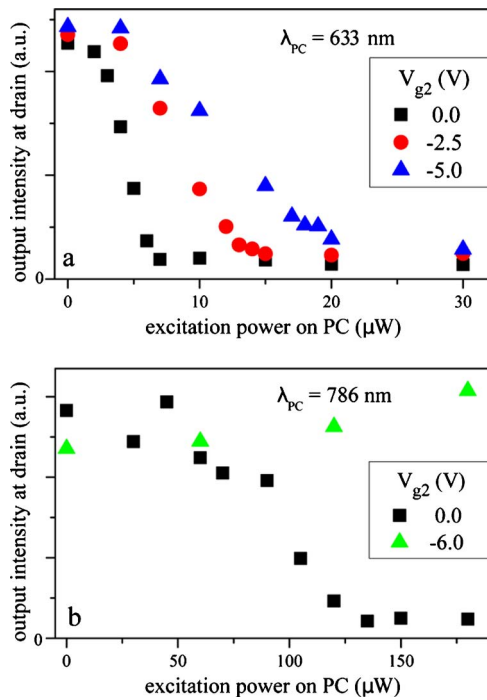 λPC = 633 nm
Vg2 (V)
0.0
-2.5
-5.0
output intensity at drain (a.u.)
a
0
0
10
20
30
excitation power on PC (µW)
λPC = 786 nm
Vg2 (V)
0.0
-6.0
output intensity at drain (a.u.)
b
0
0
50
100
150
excitation power on PC (µW)